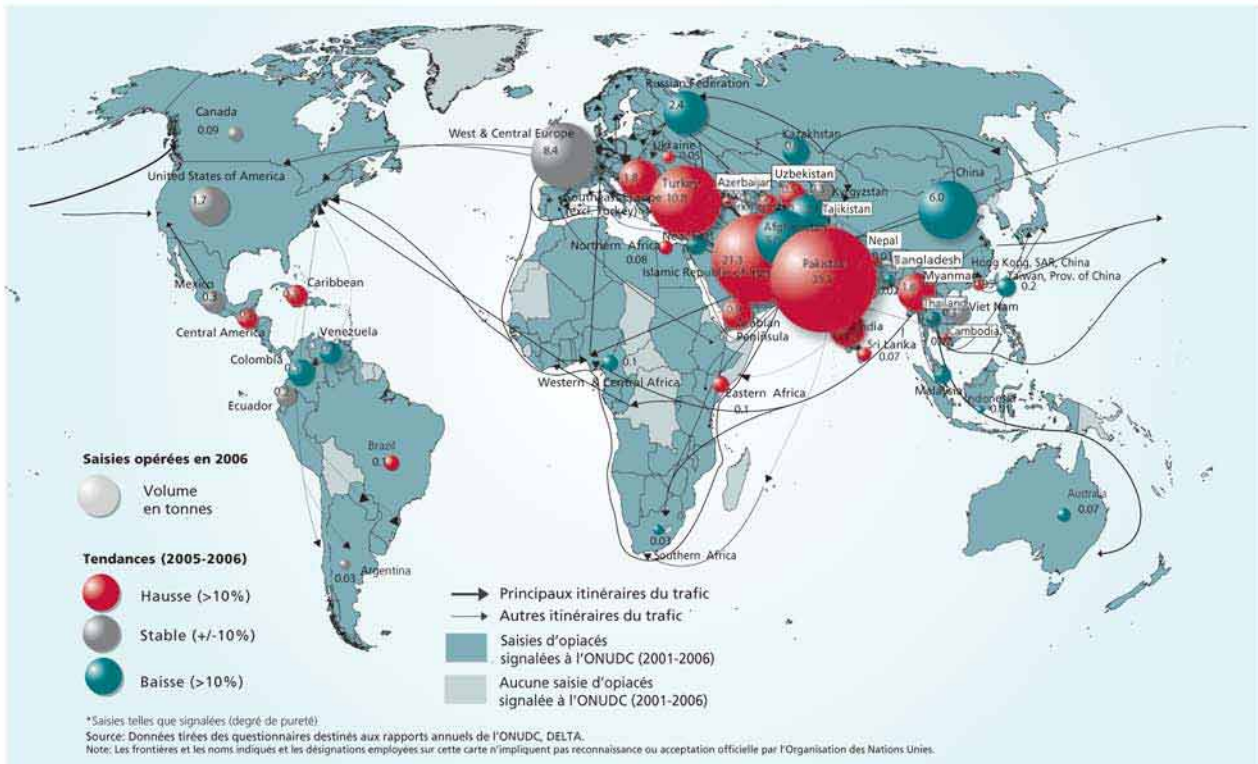 Russian Federation
2.4
Canada
0.09
West & Central Europe
8.4
Kazakhstan
Ukraine
0.05
United States of America
1.7
1.8
Turkey
Azerbaijan
Uzbekistan
0.3
Kyrgyzstan
China
6.0
Tajikistan
Northern Africa
0.08
21.3
Pakistan
Nepal
Bangladesh
Hong Kong, SAR, China
Taiwan, Prov. of China
0.2
Myanmar
Mexico
0.3
Caribbean
Central America
Arabian
Peninsula
India
Sri Lanka
0.07
Thailand
Viet Nam
Cambodia
Venezuela
Colombia
0.1
Western & Central Africa
Ecuador
Eastern Africa
0.1
Malaysia
Indonesia
Brazil
Australia
0.07
0.03
Southern Africa
0.03
Argentina
Saisies opérées en 2006
Volume
en tonnes
Tendances (2005-2006)
Hausse (>10%)
Stable (+/-10%)
Baisse (>10%)
Principaux itinéraires du trafic
Autres itinéraires du trafic
Saisies d'opiacés
signalées à l'ONUDC (2001-2006)
Aucune saisie d'opiacés
signalée à l'ONUDC (2001-2006)
*Saisies telles que signalées (degré de pureté)
Source: Données tirées des questionnaires destinés aux rapports annuels de l'ONUDC, DELTA.
Note: Les frontières et les noms indiqués et les désignations employées sur cette carte n'impliquent pas reconnaissance ou acceptation officielle par l'Organisation des Nations Unies.